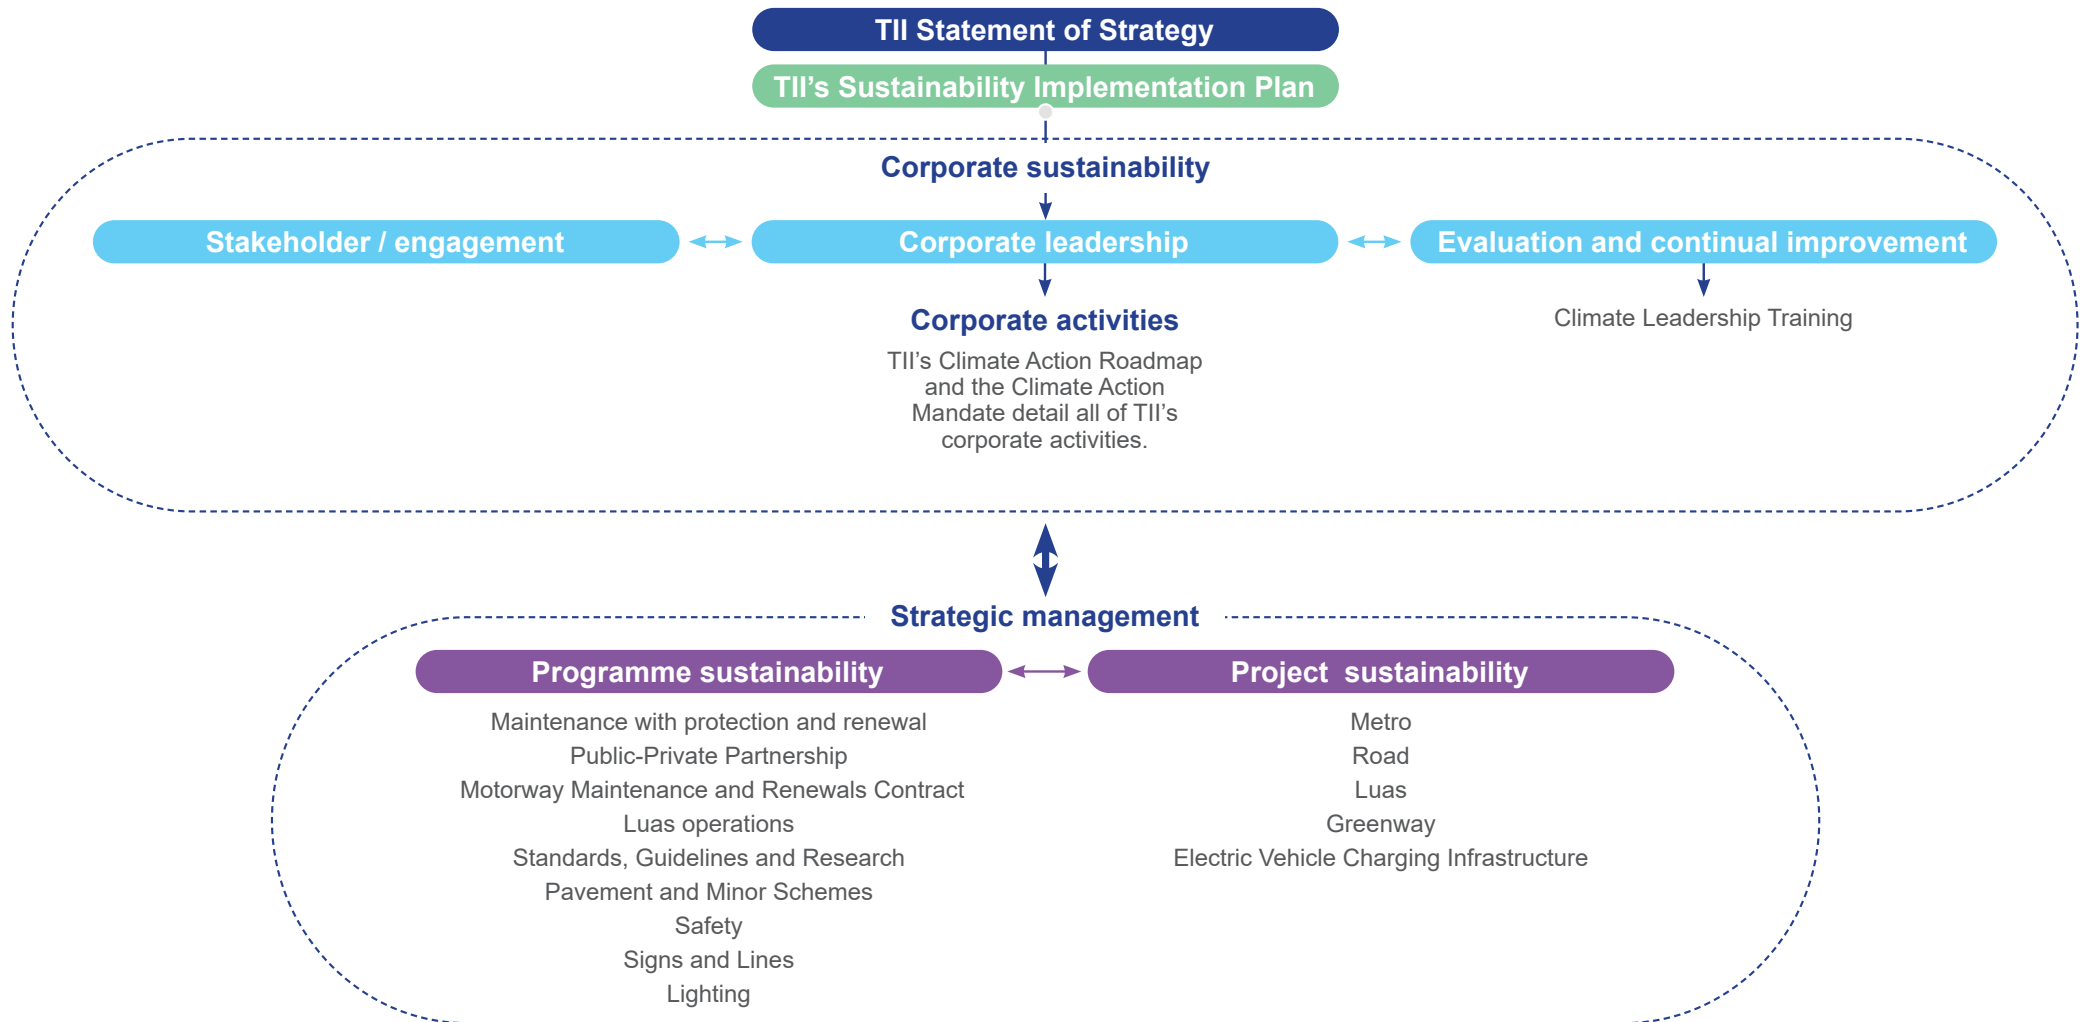 TII Statement of Strategy
TII’s Sustainability Implementation Plan
Corporate sustainability
Stakeholder / engagement
Corporate leadership
Evaluation and continual improvement
Corporate activities
TII’s Climate Action Roadmap
and the Climate Action
Mandate detail all of TII’s
corporate activities.
Climate Leadership Training
Strategic management
Programme sustainability
Maintenance with protection and renewal
Public-Private Partnership
Motorway Maintenance and Renewals Contract
Luas operations
Standards, Guidelines and Research
Pavement and Minor Schemes
Safety
Signs and Lines
Lighting
Project  sustainability
Metro
Road
Luas
Greenway
Electric Vehicle Charging Infrastructure